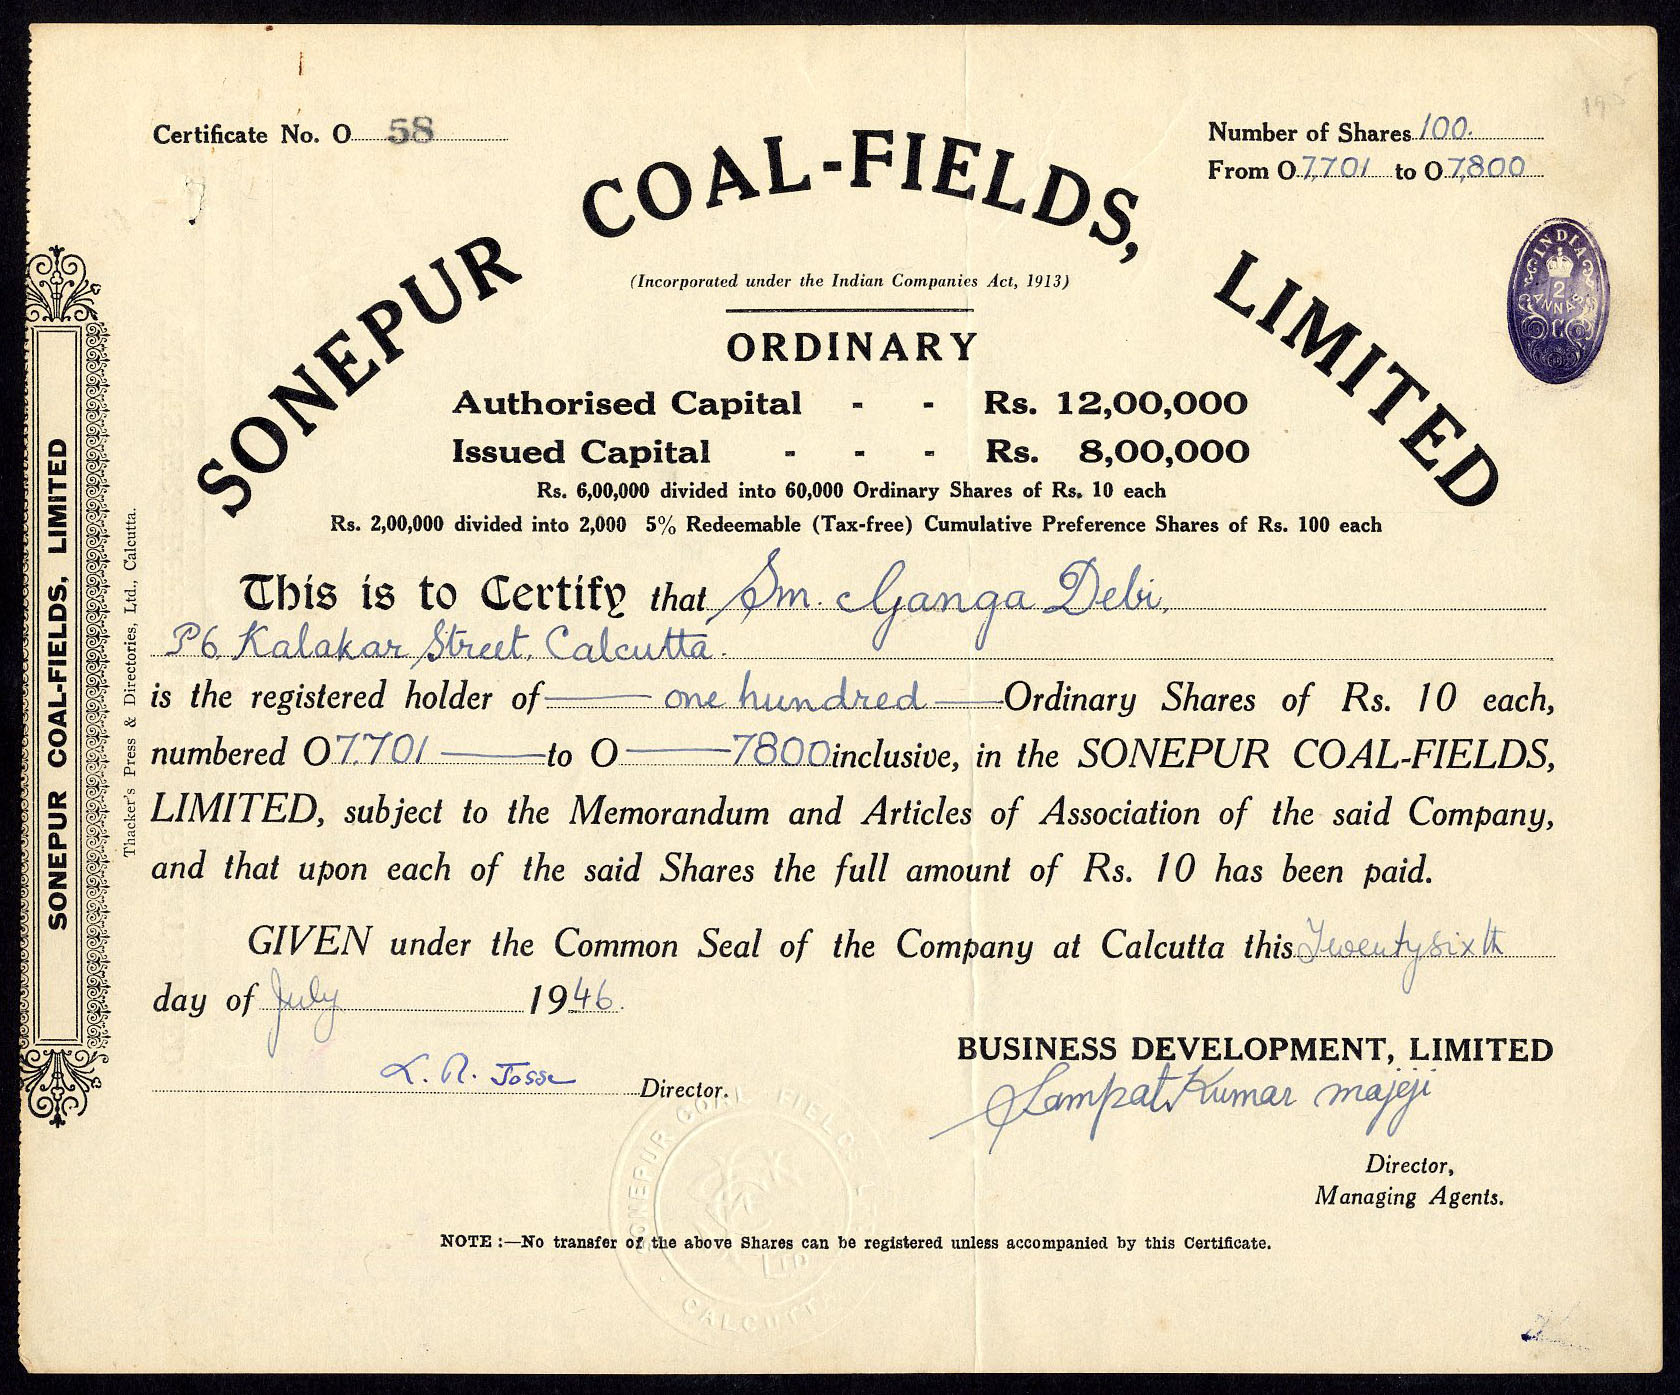 Certificate No. O 58
Number of Shares 100.
From O 7,701 to O 7,800
SONEPUR COAL-FIELDS, LIMITED
INDIA
2
ANNAS
(Incorporated under the Indian Companies Act, 1913)
ORDINARY
Authorised Capital - - Rs. 12,00,000
Issued Capital - - - Rs. 8,00,000
Rs. 6,00,000 divided into 60,000 Ordinary Shares of Rs. 10 each
Rs. 2,00,000 divided into 2,000 5% Redeemable (Tax-free) Cumulative Preference Shares of Rs. 100 each
This is to Certify that Sm. Ganga Debi,
P6, Kalakar Street, Calcutta.
is the registered holder of — one hundred — Ordinary Shares of Rs. 10 each,
numbered O 7,701 — to O — 7800 inclusive, in the SONEPUR COAL-FIELDS,
LIMITED, subject to the Memorandum and Articles of Association of the said Company,
and that upon each of the said Shares the full amount of Rs. 10 has been paid.
GIVEN under the Common Seal of the Company at Calcutta this Twentysixth
day of July 1946.
BUSINESS DEVELOPMENT, LIMITED
Director.
Sampat Kumar
Director,
Managing Agents.
SONEPUR COAL FIELDS LTD
CALCUTTA
NOTE :—No transfer of the above Shares can be registered unless accompanied by this Certificate.
SONEPUR COAL-FIELDS, LIMITED
Thacker's Press & Directories, Ltd., Calcutta.